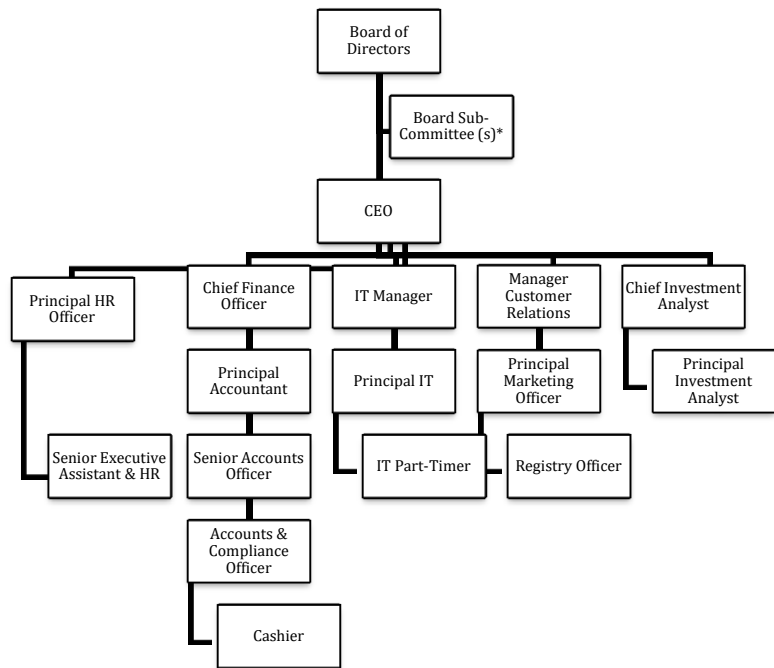 Board of
Directors
Board Sub-
Committee (s)*
CEO
Principal HR
Officer
Chief Finance
Officer
IT Manager
Manager
Customer
Relations
Chief Investment
Analyst
Principal
Accountant
Principal IT
Principal
Marketing
Officer
Principal
Investment
Analyst
Senior Executive
Assistant & HR
Senior Accounts
Officer
IT Part-Timer
Registry Officer
Accounts &
Compliance
Officer
Cashier